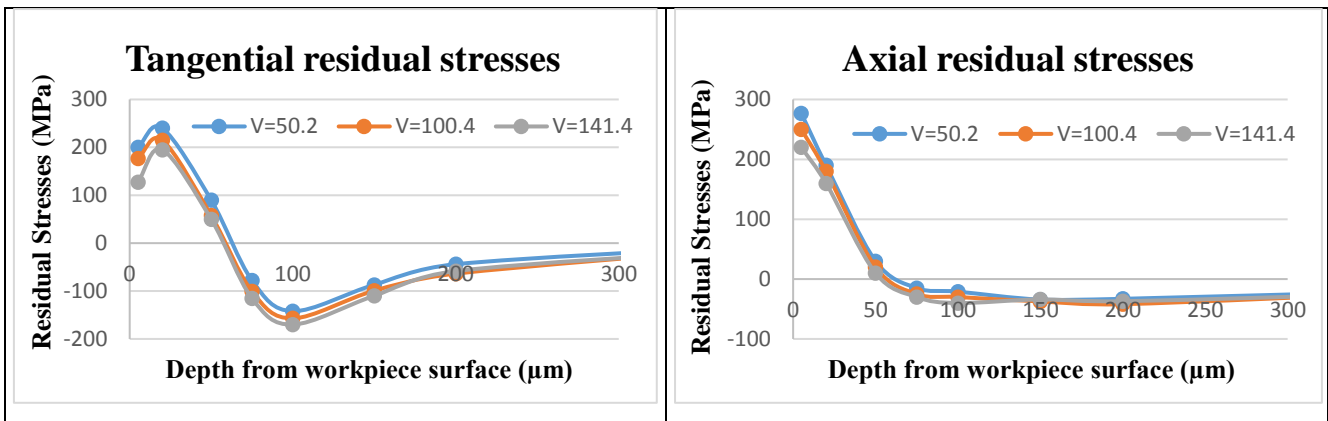 Tangential residual stresses
300
200
100
0
-100
-200
0
100
200
300
V=50.2
V=100.4
V=141.4
Residual Stresses (MPa)
Depth from workpiece surface (µm)
Axial residual stresses
300
200
100
0
-100
0
50
100
150
200
250
300
V=50.2
V=100.4
V=141.4
Residual Stresses (MPa)
Depth from workpiece surface (µm)